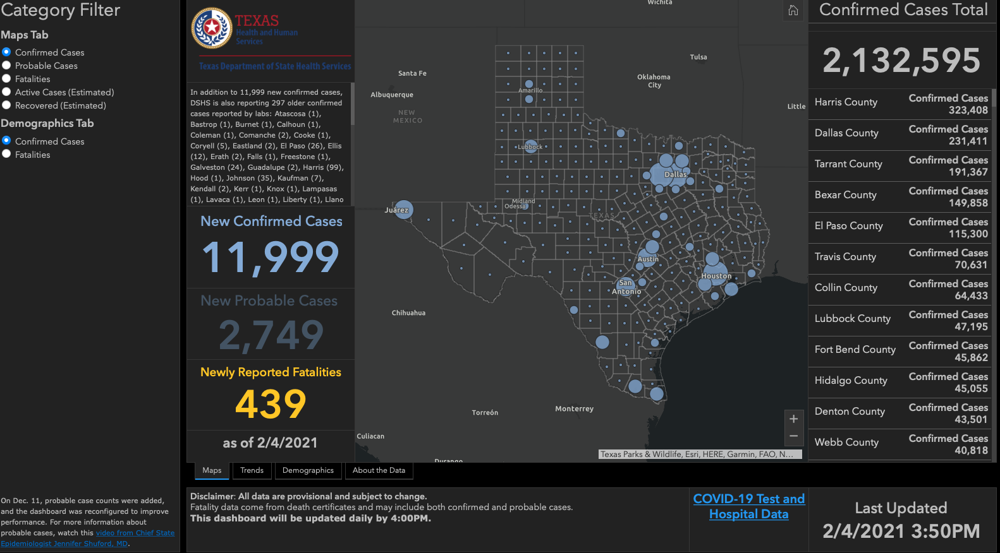 Category Filter
Maps Tab
Confirmed Cases
Probable Cases
Fatalities
Active Cases (Estimated)
Recovered (Estimated)
Demographics Tab
Confirmed Cases
Fatalities
On Dec. 11, probable case counts were added,
and the dashboard was reconfigured to improve
performance. For more information about
probable cases, watch this video from Chief State
Epidemiologist Jennifer Shuford, MD.
TEXAS
Health and Human
Services
Texas Department of State Health Services
In addition to 11,999 new confirmed cases,
DSHS is also reporting 297 older confirmed
cases reported by labs: Atascosa (1),
Bastrop (1), Burnet (1), Calhoun (1),
Coleman (1), Comanche (2), Cooke (1),
Coryell (5), Eastland (2), El Paso (26), Ellis
(12), Erath (2), Falls (1), Freestone (1),
Galveston (24), Guadalupe (2), Harris (99),
Hood (1), Johnson (35), Kaufman (7),
Kendall (2), Kerr (1), Knox (1), Lampasas
(1), Lavaca (1), Leon (1), Liberty (1), Llano
New Confirmed Cases
11,999
New Probable Cases
2,749
Newly Reported Fatalities
439
as of 2/4/2021
Wichita
Tulsa
Santa Fe
Oklahoma
City
Amarillo
Albuquerque
Little
NEW
MEXICO
Lubbock
Dallas
Midland
Odessa
Juárez
TEXAS
Austin
Houston
San
Antonio
Chihuahua
Torreón
Monterrey
Culiacan
Durango
+
−
Texas Parks & Wildlife, Esri, HERE, Garmin, FAO, N...
Confirmed Cases Total
2,132,595
Harris County Confirmed Cases
323,408
Dallas County Confirmed Cases
231,411
Tarrant County Confirmed Cases
191,367
Bexar County Confirmed Cases
149,858
El Paso County Confirmed Cases
115,300
Travis County Confirmed Cases
70,631
Collin County Confirmed Cases
64,433
Lubbock County Confirmed Cases
47,195
Fort Bend County Confirmed Cases
45,862
Hidalgo County Confirmed Cases
45,055
Denton County Confirmed Cases
43,501
Webb County Confirmed Cases
40,818
Maps Trends Demographics About the Data
Disclaimer: All data are provisional and subject to change.
Fatality data come from death certificates and may include both confirmed and probable cases.
This dashboard will be updated daily by 4:00PM.
COVID-19 Test and
Hospital Data
Last Updated
2/4/2021 3:50PM